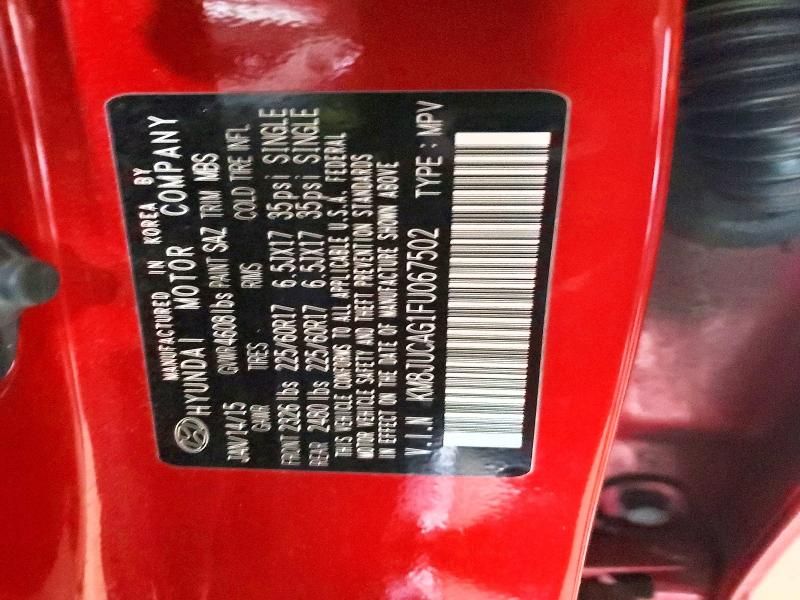 MANUFACTURED IN KOREA BY
HYUNDAI MOTOR COMPANY
JAN/14/15 GVWR 4608 lbs PAINT SAZ TRIM MBS
GAWR TIRES RIMS COLD TIRE INFL
FRONT 2326 lbs 225/60R17 6.5JX17 35psi SINGLE
REAR 2480 lbs 225/60R17 6.5JX17 35psi SINGLE
THIS VEHICLE CONFORMS TO ALL APPLICABLE U.S.A. FEDERAL
MOTOR VEHICLE SAFETY AND THEFT PREVENTION STANDARDS
IN EFFECT ON THE DATE OF MANUFACTURE SHOWN ABOVE
V.I.N KM8JUCAG1FU067502 TYPE : MPV